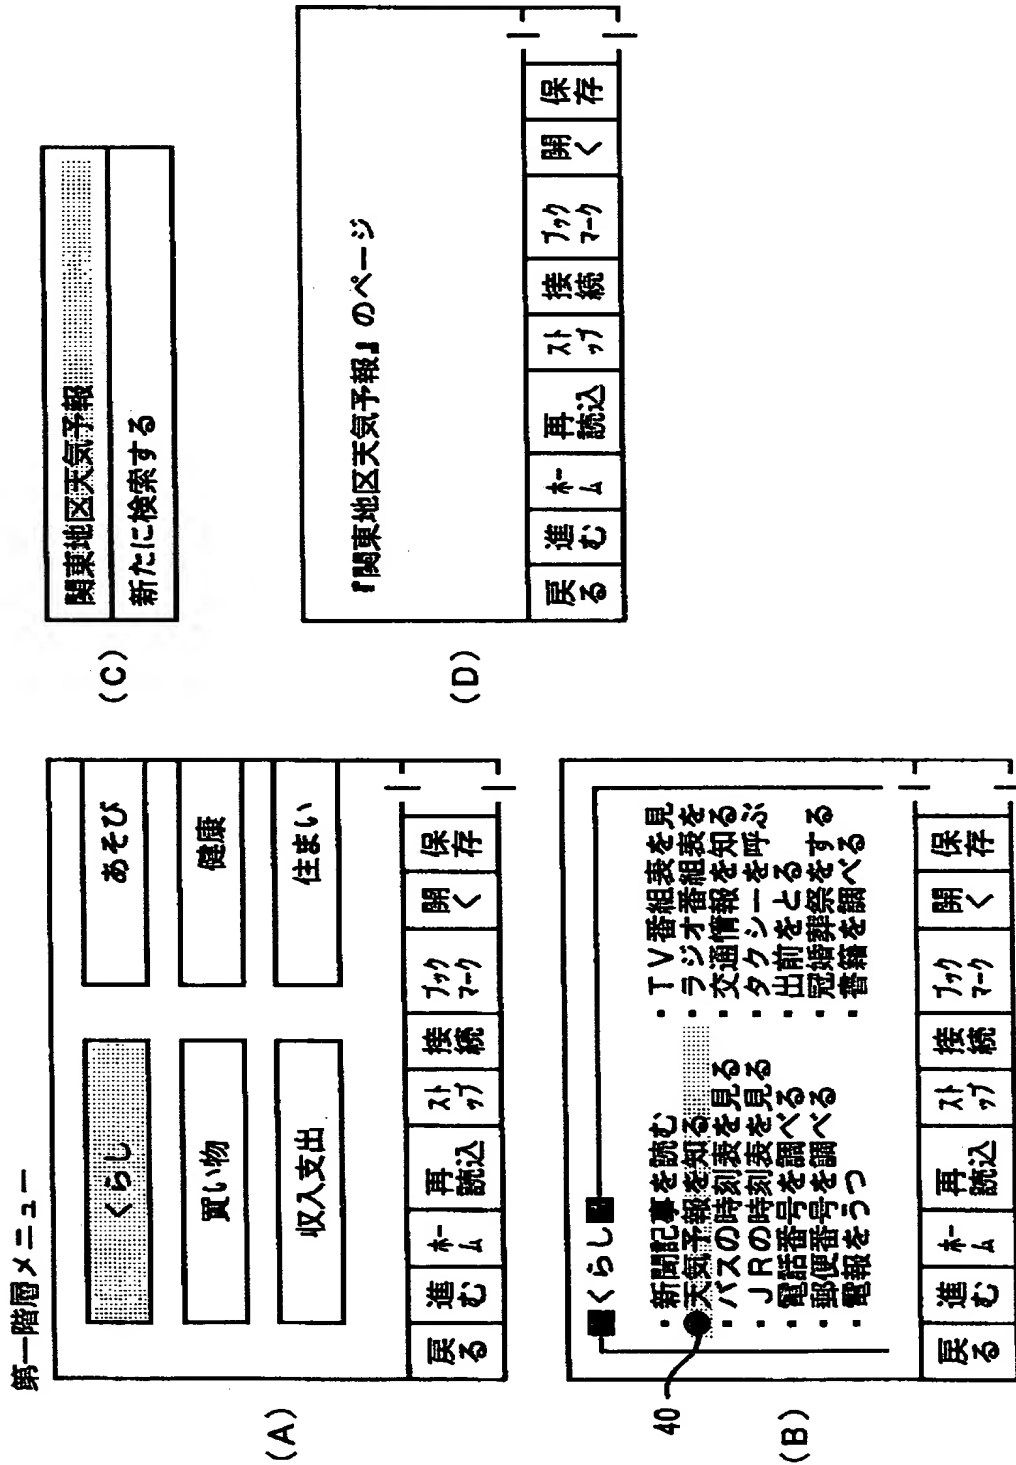 第一階層メニュー
(A)
くらし
あそび
買い物
健康
収入支出
住まい
戻る 進む ホーム 再読込 ストップ 接続 ブックマーク 開く 保存
(B)
40
■くらし■
・新聞記事を読む
・天気予報を知る
・バスの時刻表を見る
・JRの時刻表を見る
・電話番号を調べる
・郵便番号を調べる
・電報をうつ
・TV番組表を見
・ラジオ番組表を
・交通情報を知る
・タクシーを呼ぶ
・出前をとる
・冠婚葬祭をする
・書籍を調べる
戻る 進む ホーム 再読込 ストップ 接続 ブックマーク 開く 保存
(C)
関東地区天気予報
新たに検索する
(D)
『関東地区天気予報』のページ
戻る 進む ホーム 再読込 ストップ 接続 ブックマーク 開く 保存